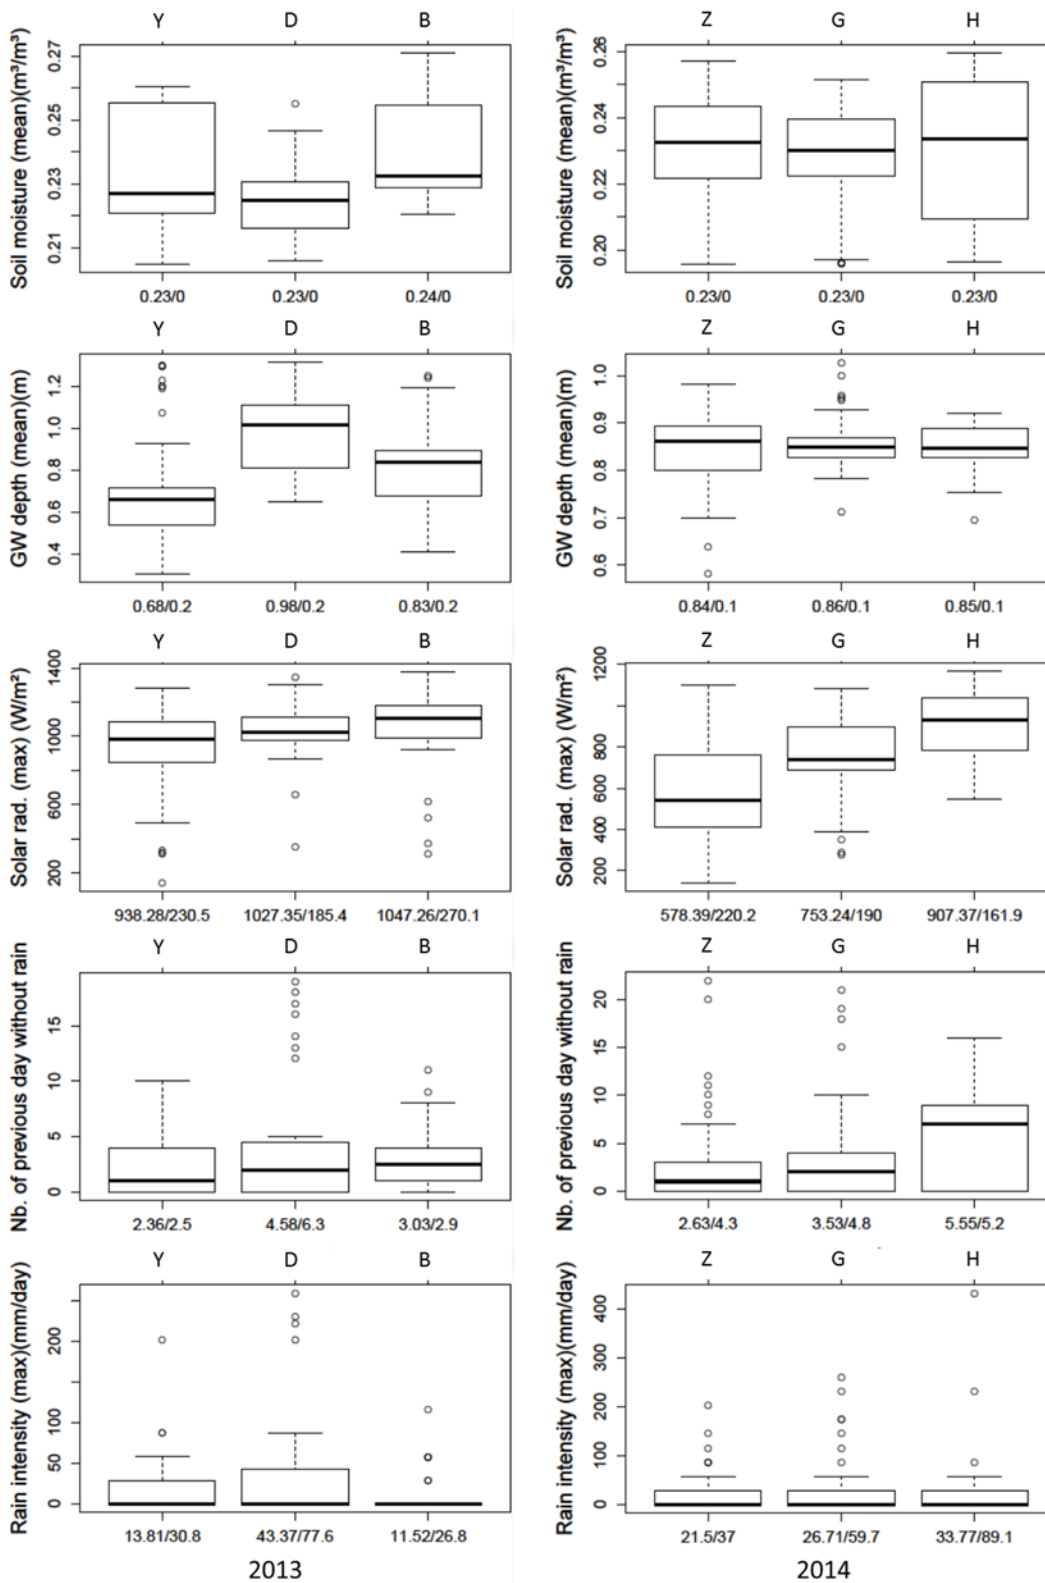 Y D B
Soil moisture (mean)(m³/m³)
0.27
0.25
0.23
0.21
0.23/0 0.23/0 0.24/0
Z G H
Soil moisture (mean)(m³/m³)
0.26
0.24
0.22
0.20
0.23/0 0.23/0 0.23/0
Y D B
GW depth (mean)(m)
1.2
1.0
0.8
0.6
0.4
0.68/0.2 0.98/0.2 0.83/0.2
Z G H
GW depth (mean)(m)
1.0
0.9
0.8
0.7
0.6
0.84/0.1 0.86/0.1 0.85/0.1
Y D B
Solar rad. (max) (W/m²)
1400
1000
600
200
938.28/230.5 1027.35/185.4 1047.26/270.1
Z G H
Solar rad. (max) (W/m²)
1200
800
600
400
200
578.39/220.2 753.24/190 907.37/161.9
Y D B
Nb. of previous day without rain
15
10
5
0
2.36/2.5 4.58/6.3 3.03/2.9
Z G H
Nb. of previous day without rain
20
15
10
5
0
2.63/4.3 3.53/4.8 5.55/5.2
Y D B
Rain intensity (max)(mm/day)
200
100
50
0
13.81/30.8 43.37/77.6 11.52/26.8
2013
Z G H
Rain intensity (max)(mm/day)
400
300
200
100
0
21.5/37 26.71/59.7 33.77/89.1
2014